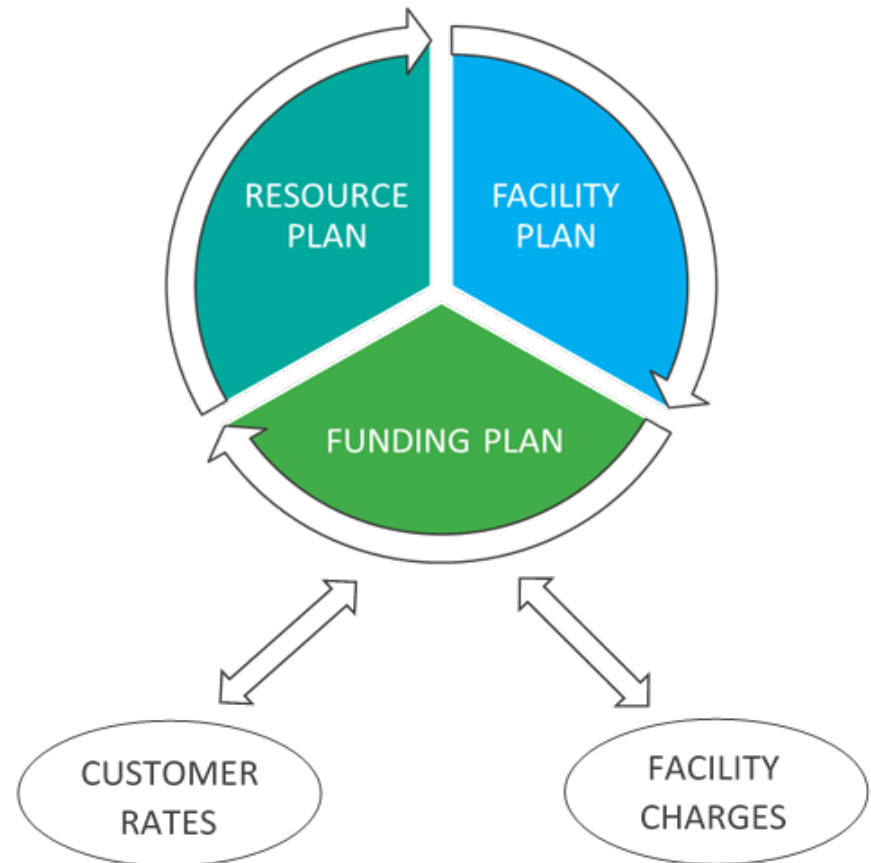 RESOURCE
PLAN
FACILITY
PLAN
FUNDING PLAN
CUSTOMER
RATES
FACILITY
CHARGES